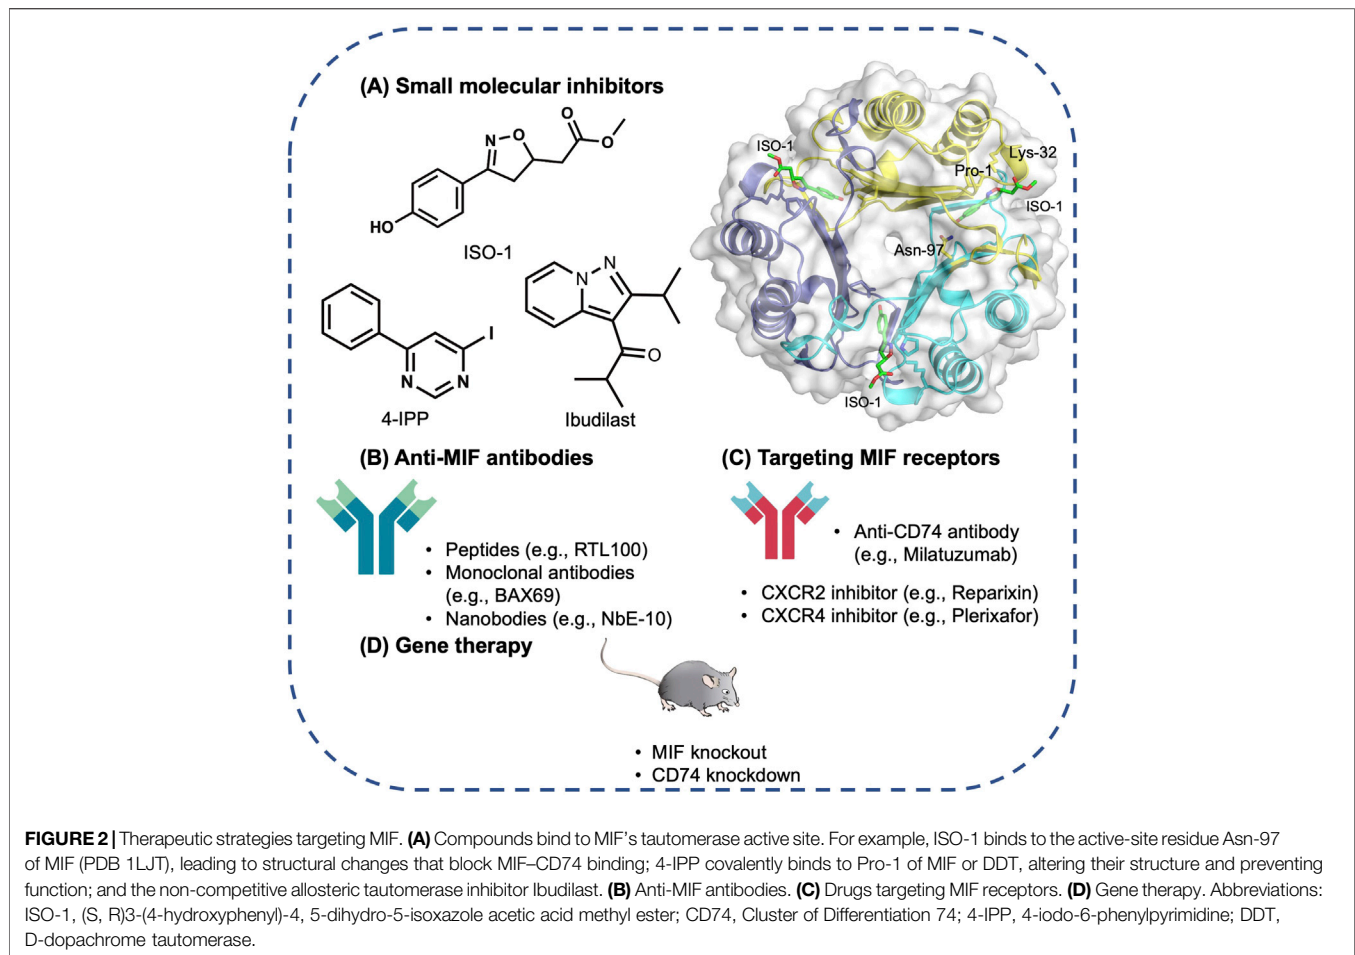 (A) Small molecular inhibitors
N
O
O
O
HO
ISO-1
N
N
O
Ibudilast
I
N
N
4-IPP
ISO-1
Lys-32
Pro-1
ISO-1
Asn-97
ISO-1
(B) Anti-MIF antibodies
• Peptides (e.g., RTL100)
• Monoclonal antibodies
(e.g., BAX69)
• Nanobodies (e.g., NbE-10)
(C) Targeting MIF receptors
• Anti-CD74 antibody
(e.g., Milatuzumab)
• CXCR2 inhibitor (e.g., Reparixin)
• CXCR4 inhibitor (e.g., Plerixafor)
(D) Gene therapy
• MIF knockout
• CD74 knockdown
FIGURE 2 | Therapeutic strategies targeting MIF. (A) Compounds bind to MIF’s tautomerase active site. For example, ISO-1 binds to the active-site residue Asn-97
of MIF (PDB 1LJT), leading to structural changes that block MIF–CD74 binding; 4-IPP covalently binds to Pro-1 of MIF or DDT, altering their structure and preventing
function; and the non-competitive allosteric tautomerase inhibitor Ibudilast. (B) Anti-MIF antibodies. (C) Drugs targeting MIF receptors. (D) Gene therapy. Abbreviations:
ISO-1, (S, R)3-(4-hydroxyphenyl)-4, 5-dihydro-5-isoxazole acetic acid methyl ester; CD74, Cluster of Differentiation 74; 4-IPP, 4-iodo-6-phenylpyrimidine; DDT,
D-dopachrome tautomerase.